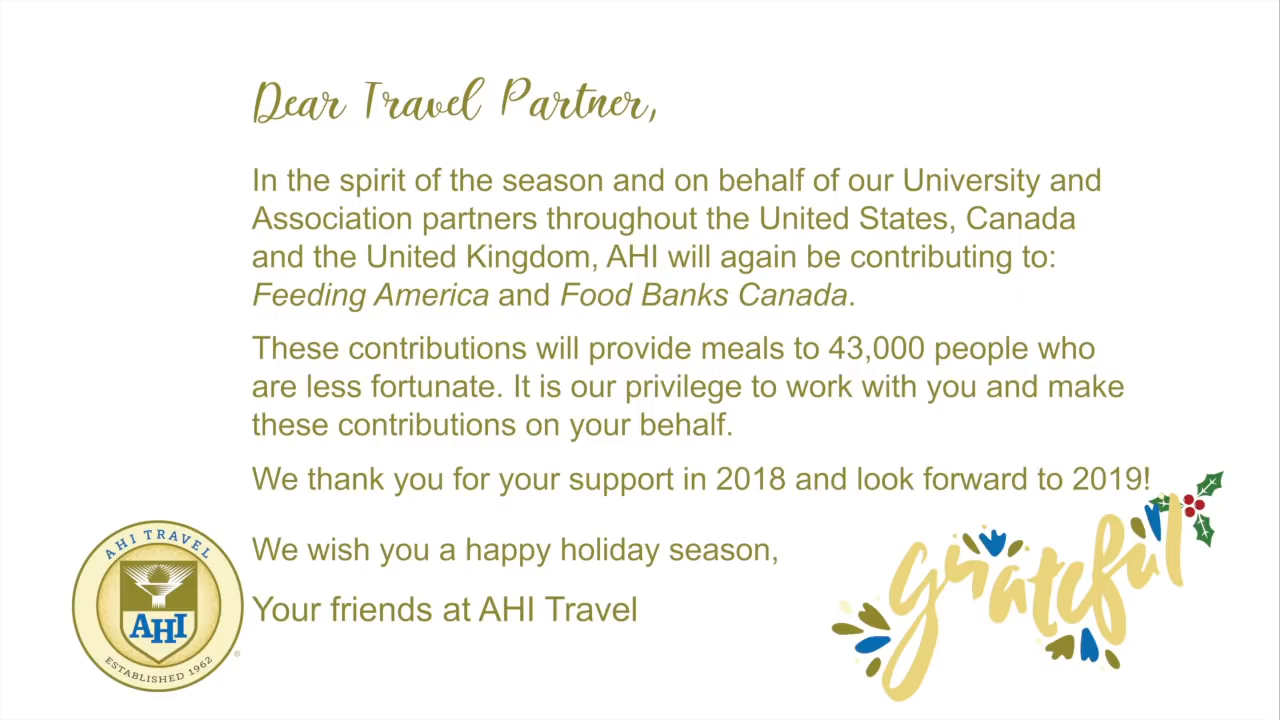 Dear Travel Partner,
In the spirit of the season and on behalf of our University and
Association partners throughout the United States, Canada
and the United Kingdom, AHI will again be contributing to:
Feeding America and Food Banks Canada.
These contributions will provide meals to 43,000 people who
are less fortunate. It is our privilege to work with you and make
these contributions on your behalf.
We thank you for your support in 2018 and look forward to 2019!
We wish you a happy holiday season,
Your friends at AHI Travel
AHI TRAVEL
AHI
ESTABLISHED 1962
®
grateful